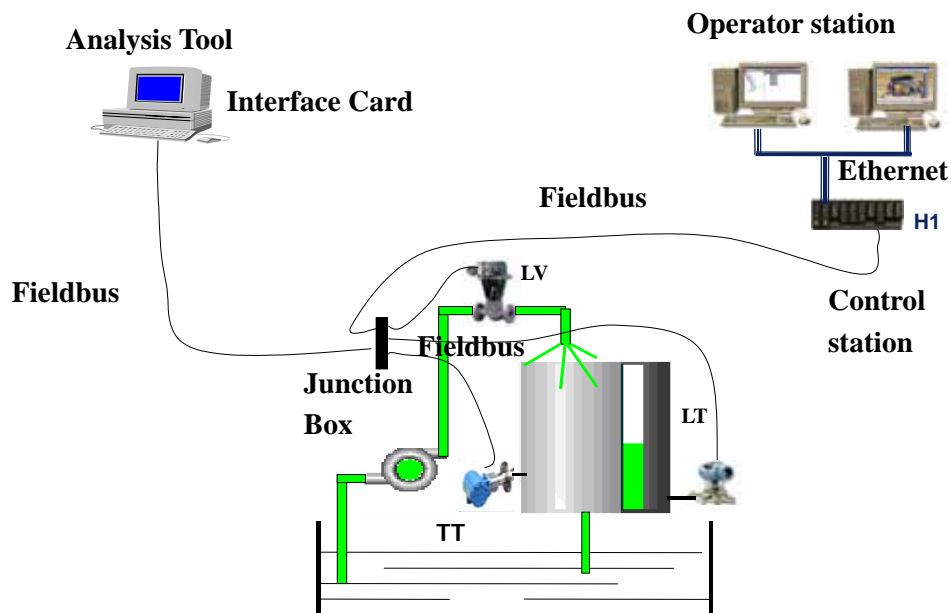 Operator station
Analysis Tool
Interface Card
Ethernet
Fieldbus
H1
LV
Fieldbus
Control
station
Fieldbus
Junction
Box
LT
TT